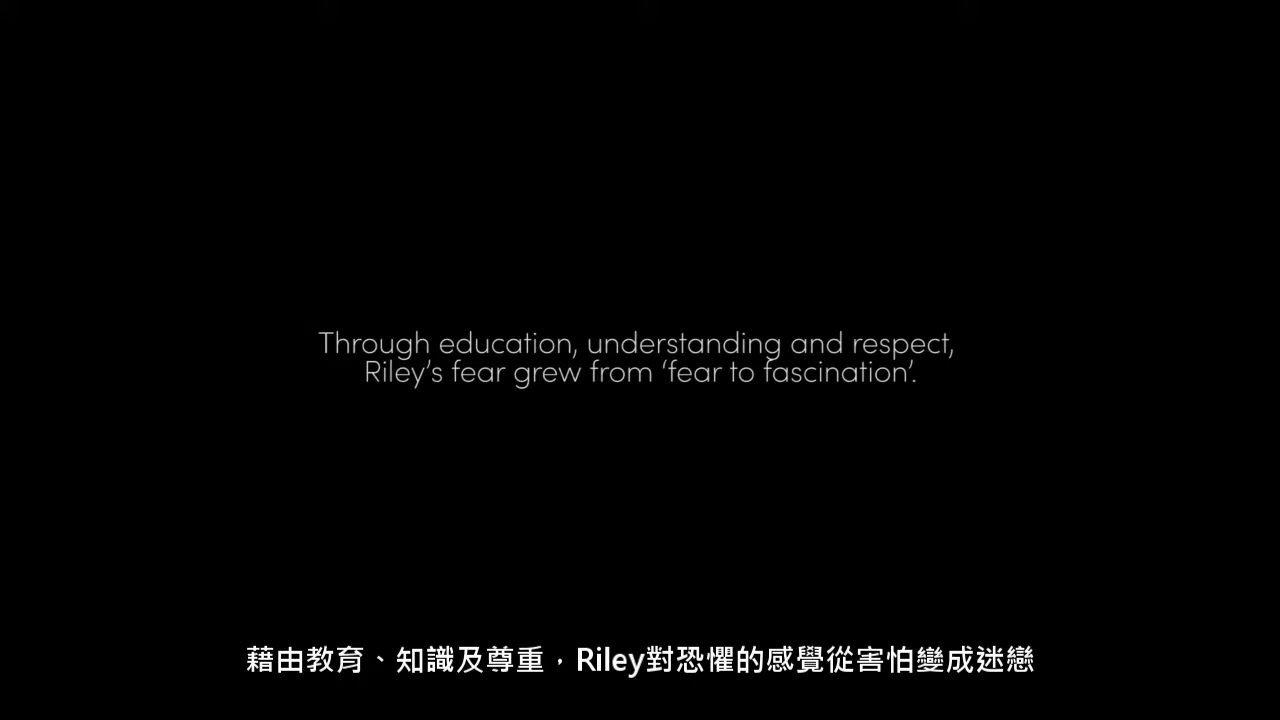 Through education, understanding and respect,
Riley’s fear grew from ‘fear to fascination’.
藉由教育、知識及尊重，Riley對恐懼的感覺從害怕變成迷戀